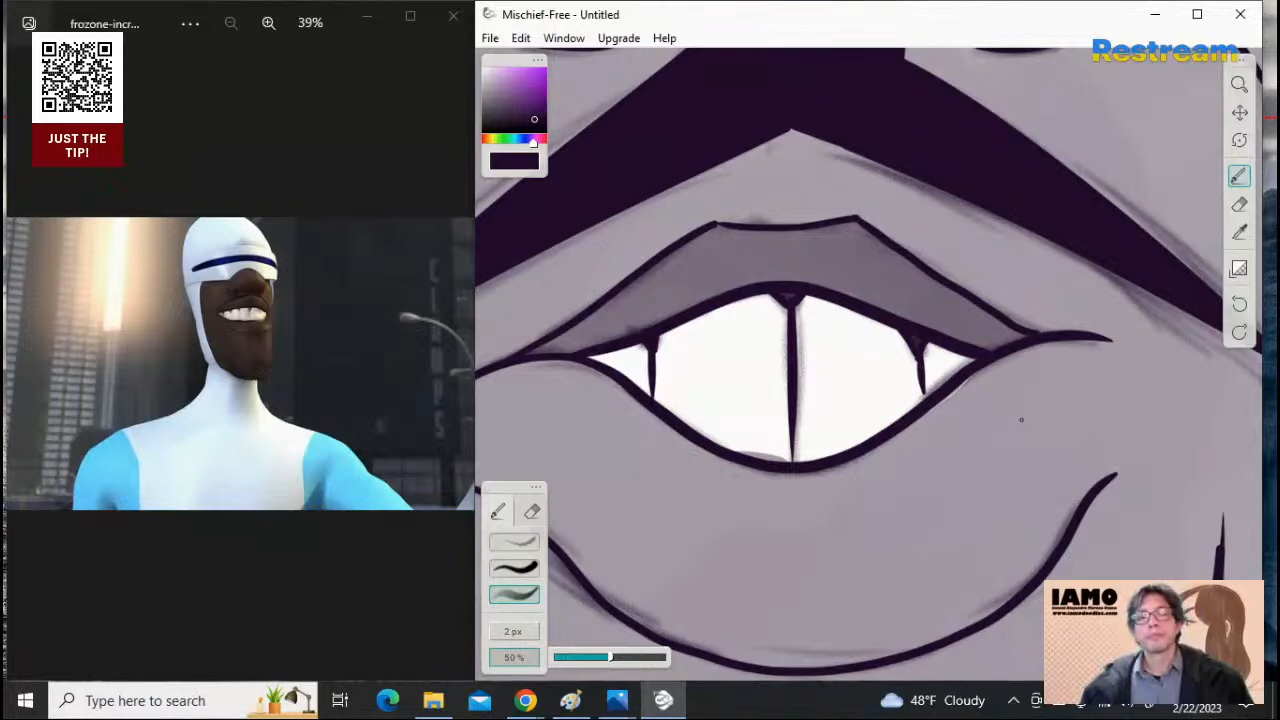 frozone-incr...
39%
JUST THE
TIP!
Mischief-Free - Untitled
File Edit Window Upgrade Help
Restream
2 px
50 %
IAMO
Type here to search
48°F Cloudy
2/22/2023